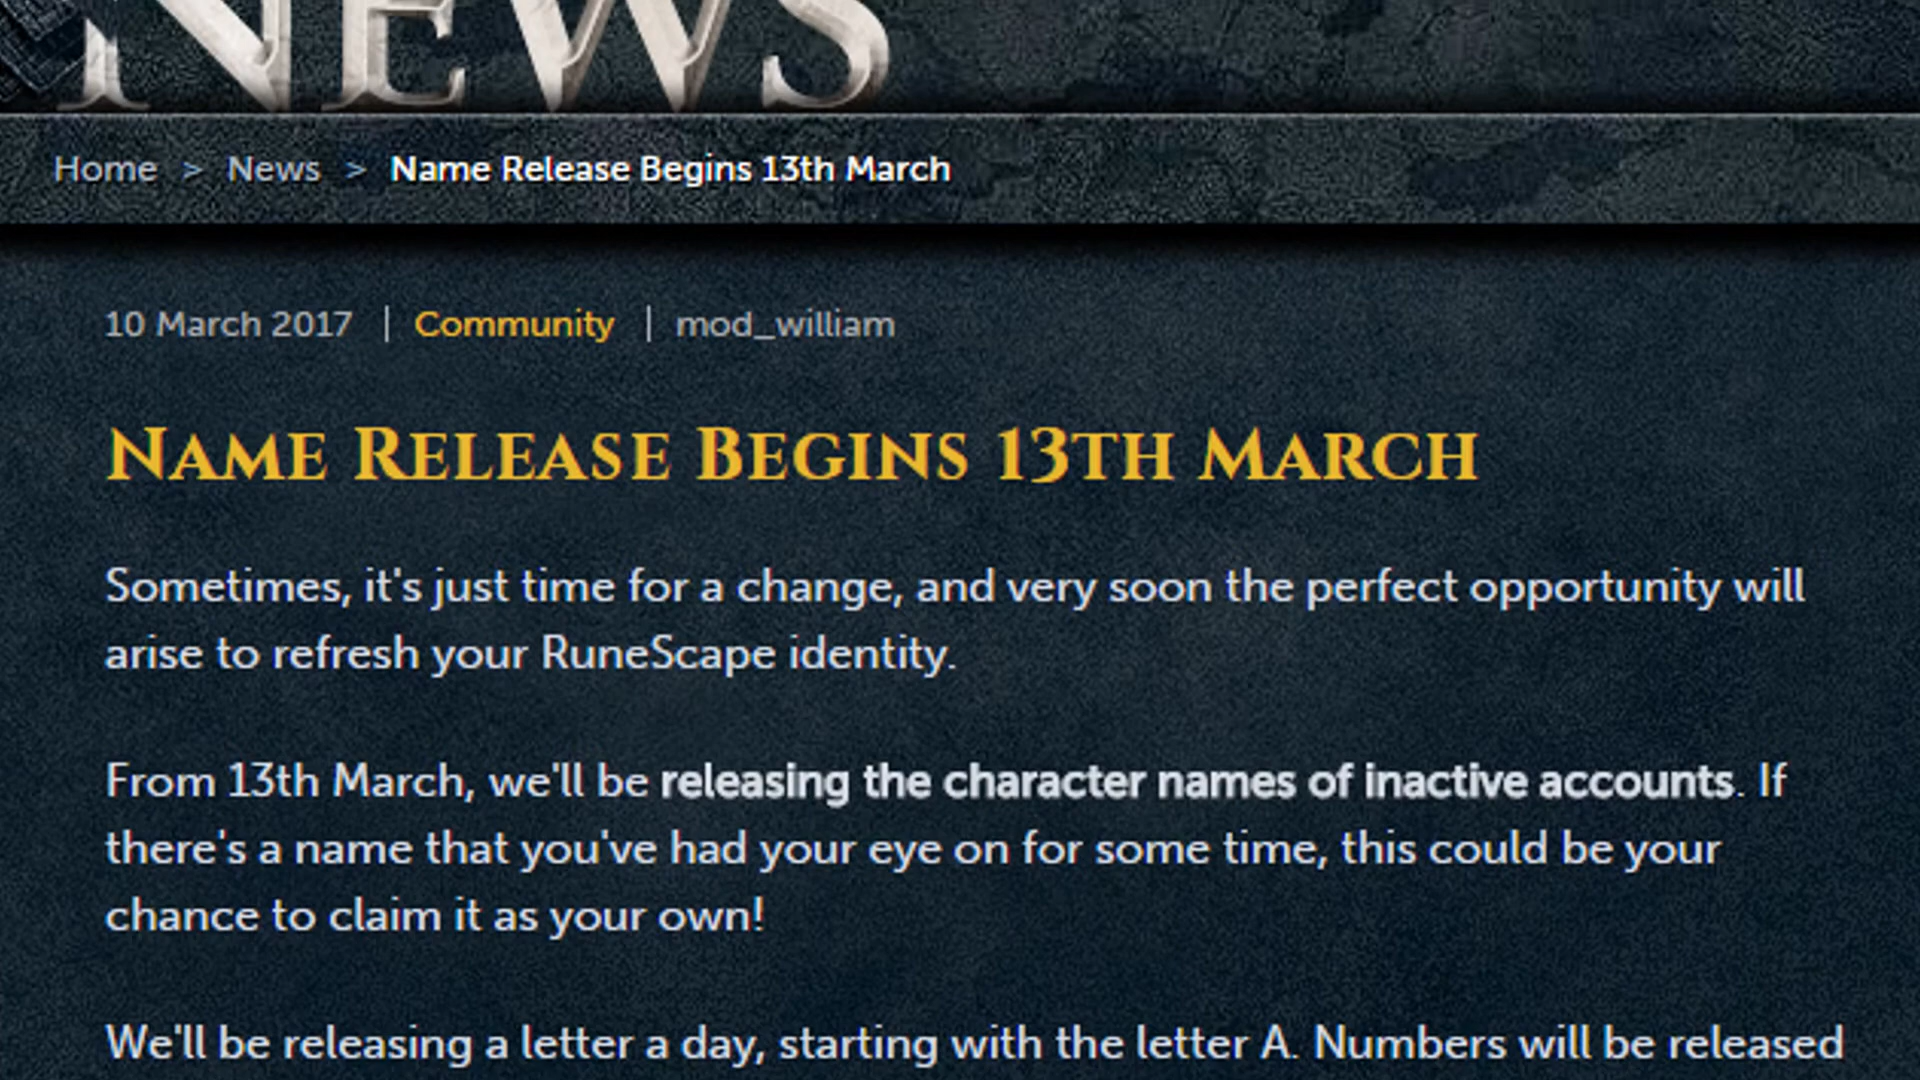 NEWS
Home > News > Name Release Begins 13th March
10 March 2017 | Community | mod_william
Name Release Begins 13th March
Sometimes, it's just time for a change, and very soon the perfect opportunity will
arise to refresh your RuneScape identity.
From 13th March, we'll be releasing the character names of inactive accounts. If
there's a name that you've had your eye on for some time, this could be your
chance to claim it as your own!
We'll be releasing a letter a day, starting with the letter A. Numbers will be released